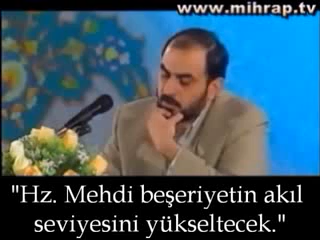 www.mihrap.tv
"Hz. Mehdi beşeriyetin akıl
seviyesini yükseltecek."